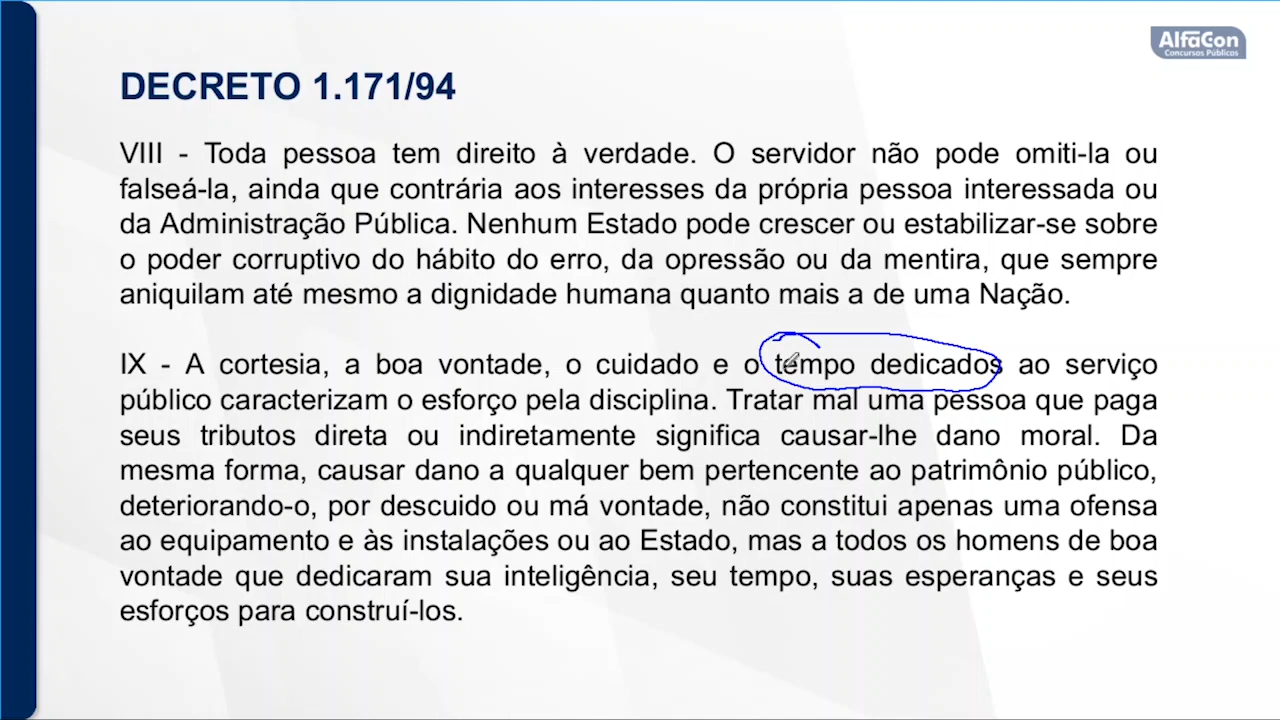 AlfaCon
Concursos Públicos
DECRETO 1.171/94
VIII - Toda pessoa tem direito à verdade. O servidor não pode omiti-la ou
falseá-la, ainda que contrária aos interesses da própria pessoa interessada ou
da Administração Pública. Nenhum Estado pode crescer ou estabilizar-se sobre
o poder corruptivo do hábito do erro, da opressão ou da mentira, que sempre
aniquilam até mesmo a dignidade humana quanto mais a de uma Nação.
IX - A cortesia, a boa vontade, o cuidado e o tempo dedicados ao serviço
público caracterizam o esforço pela disciplina. Tratar mal uma pessoa que paga
seus tributos direta ou indiretamente significa causar-lhe dano moral. Da
mesma forma, causar dano a qualquer bem pertencente ao patrimônio público,
deteriorando-o, por descuido ou má vontade, não constitui apenas uma ofensa
ao equipamento e às instalações ou ao Estado, mas a todos os homens de boa
vontade que dedicaram sua inteligência, seu tempo, suas esperanças e seus
esforços para construí-los.